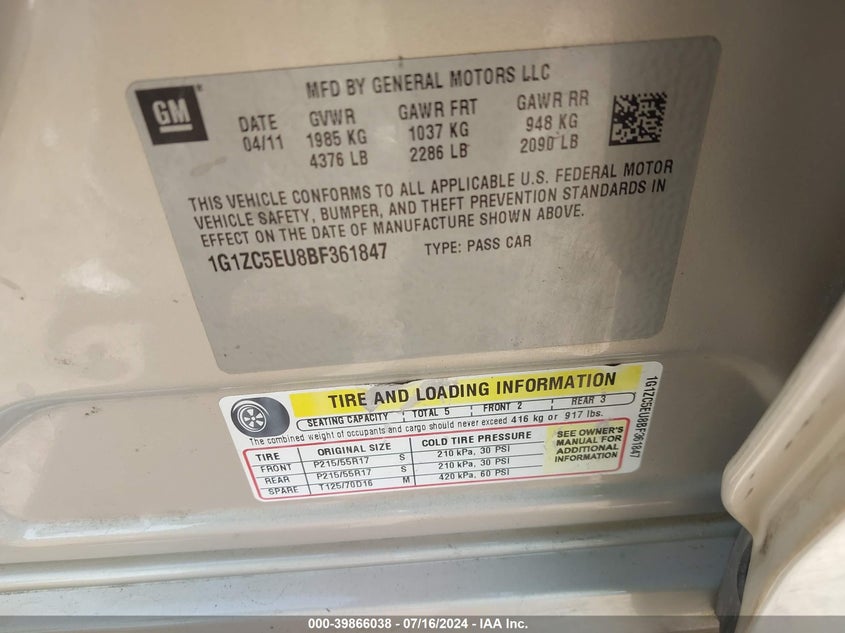 GM
MFD BY GENERAL MOTORS LLC
DATE GVWR GAWR FRT GAWR RR
04/11 1985 KG 1037 KG 948 KG
4376 LB 2286 LB 2090 LB
THIS VEHICLE CONFORMS TO ALL APPLICABLE U.S. FEDERAL MOTOR
VEHICLE SAFETY, BUMPER, AND THEFT PREVENTION STANDARDS IN
EFFECT ON THE DATE OF MANUFACTURE SHOWN ABOVE.
1G1ZC5EU8BF361847 TYPE: PASS CAR
TIRE AND LOADING INFORMATION
SEATING CAPACITY TOTAL 5 FRONT 2 REAR 3
The combined weight of occupants and cargo should never exceed 416 kg or 917 lbs.
TIRE ORIGINAL SIZE COLD TIRE PRESSURE
FRONT P215/55R17 S 210 kPa, 30 PSI
REAR P215/55R17 S 210 kPa, 30 PSI
SPARE T125/70D16 M 420 kPa, 60 PSI
SEE OWNER'S
MANUAL FOR
ADDITIONAL
INFORMATION
1G1ZC5EU8BF361847
000-39866038 - 07/16/2024 - IAA Inc.